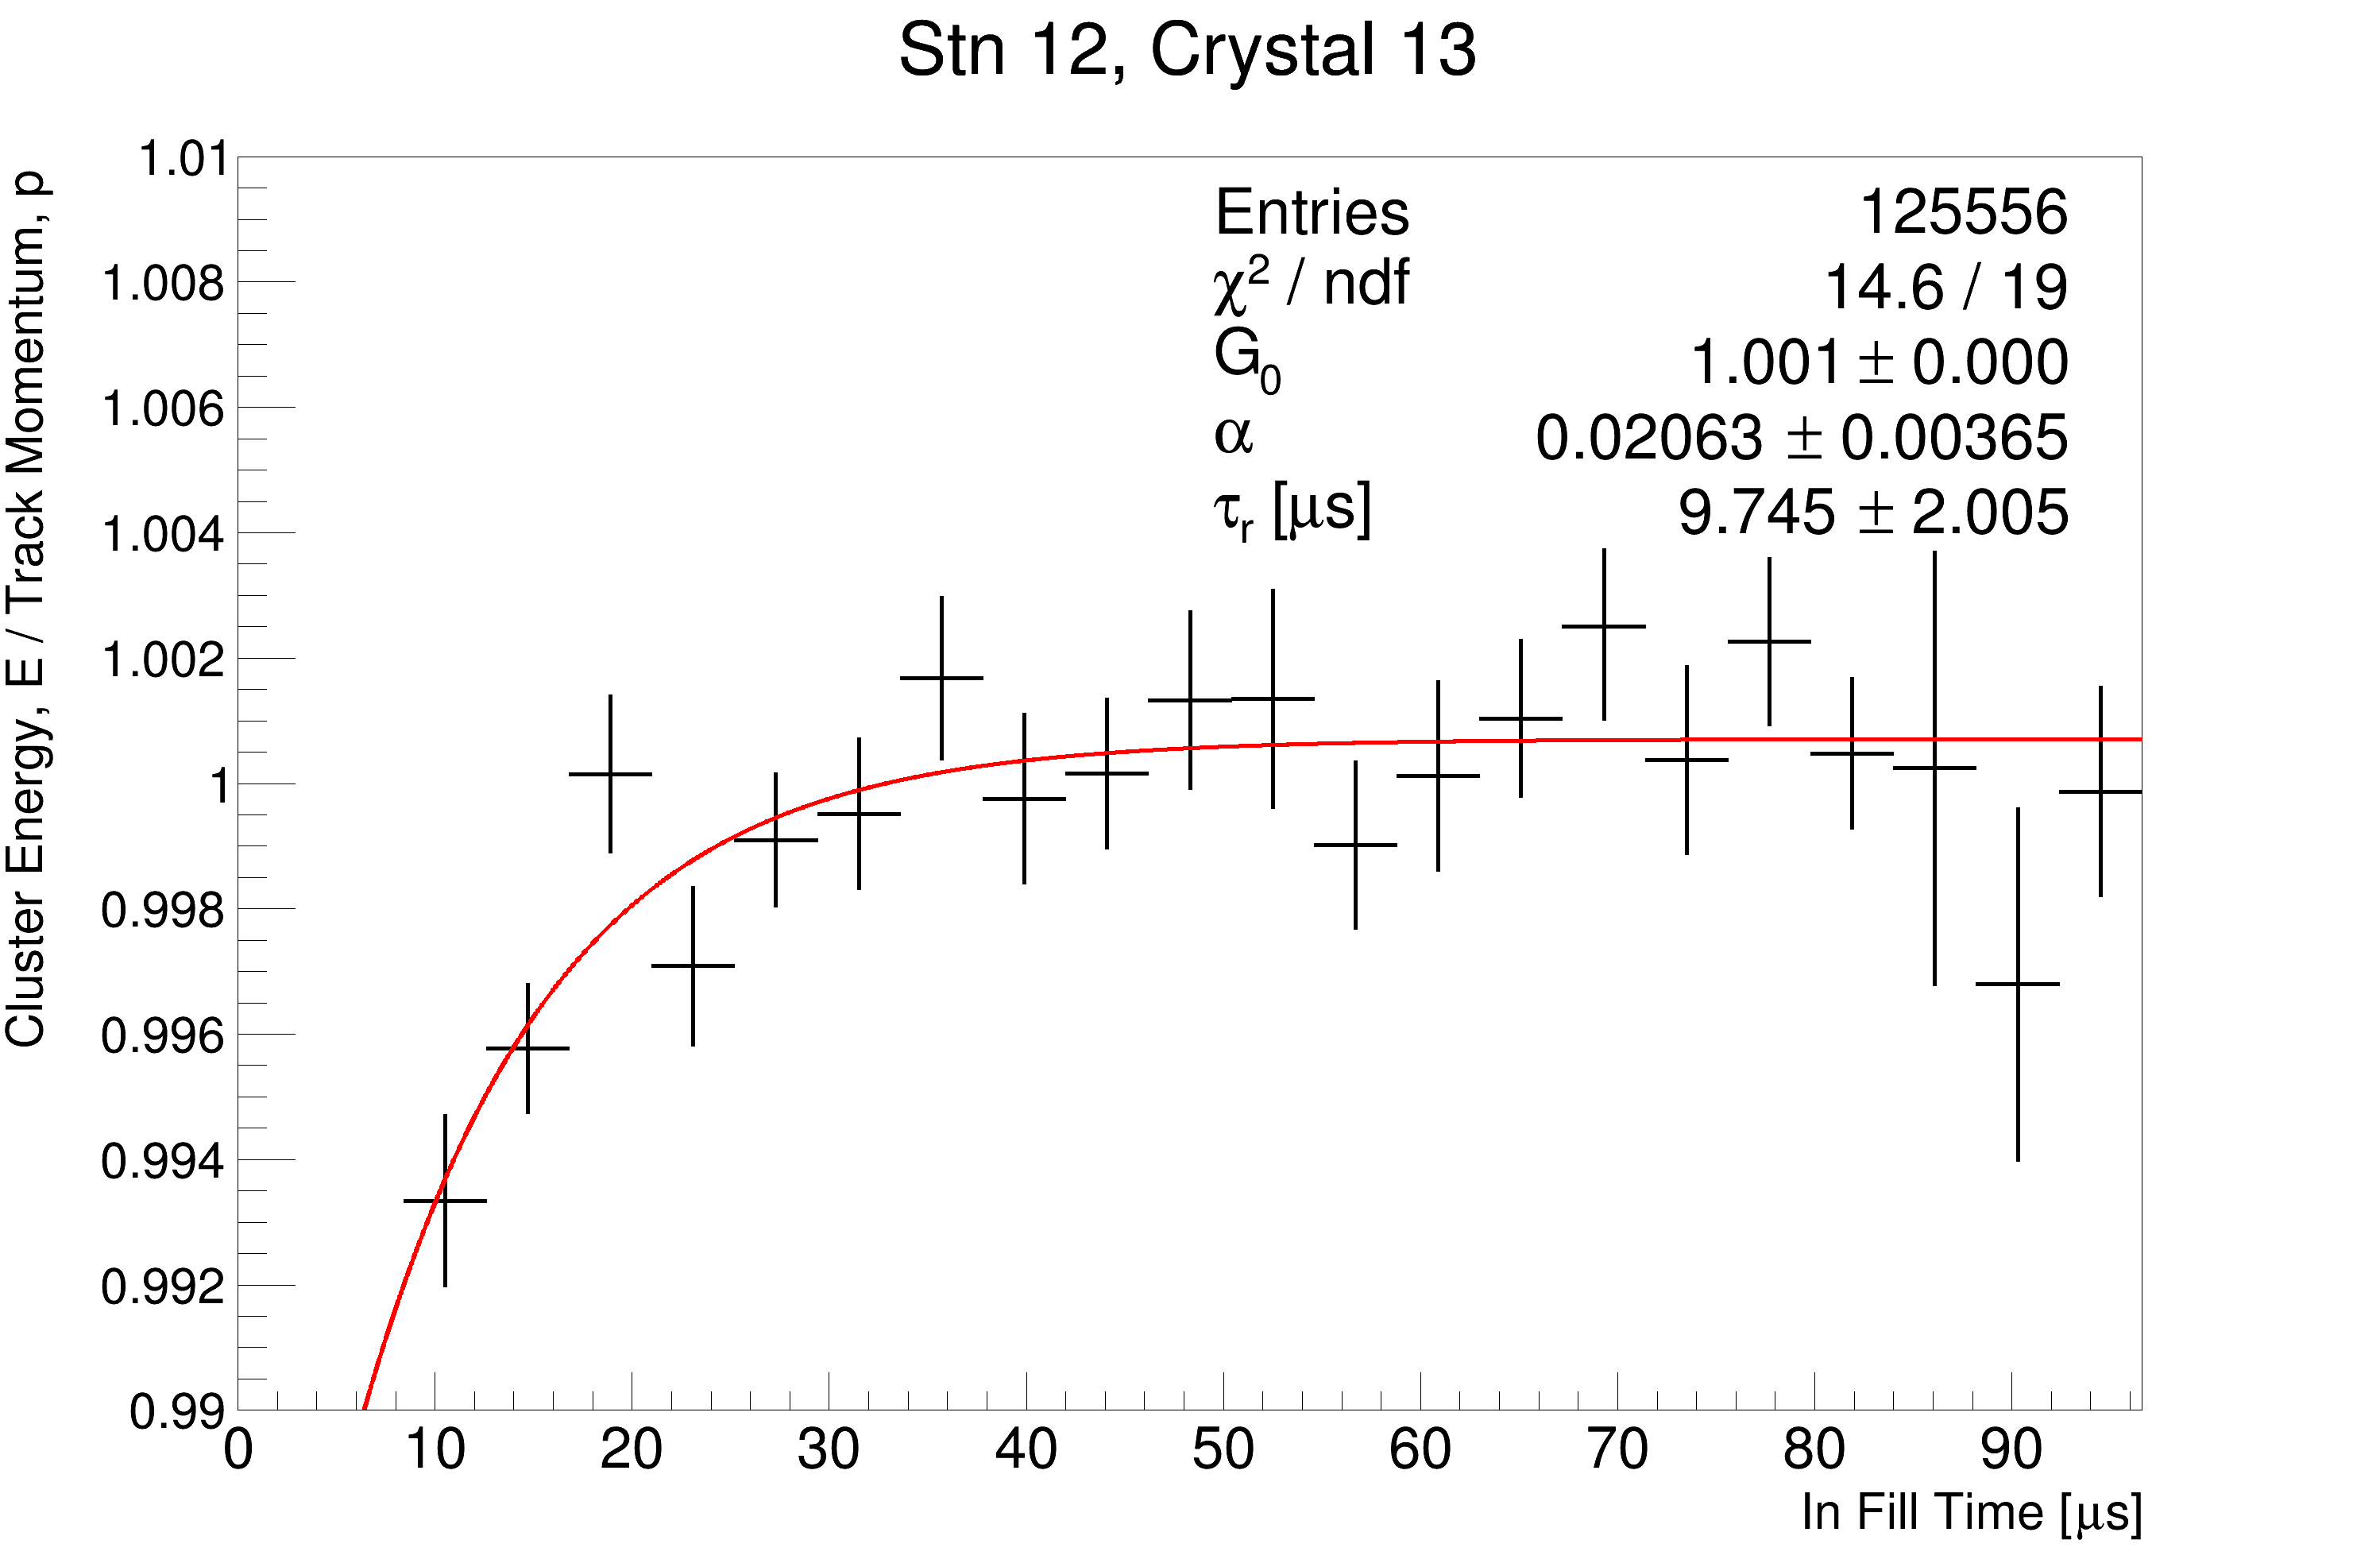 Stn 12, Crystal 13
Cluster Energy, E / Track Momentum, p
1.01
1.008
1.006
1.004
1.002
1
0.998
0.996
0.994
0.992
0.99
Entries 125556
χ² / ndf 14.6 / 19
G₀ 1.001 ± 0.000
α 0.02063 ± 0.00365
τᵣ [μs] 9.745 ± 2.005
0 10 20 30 40 50 60 70 80 90
In Fill Time [μs]